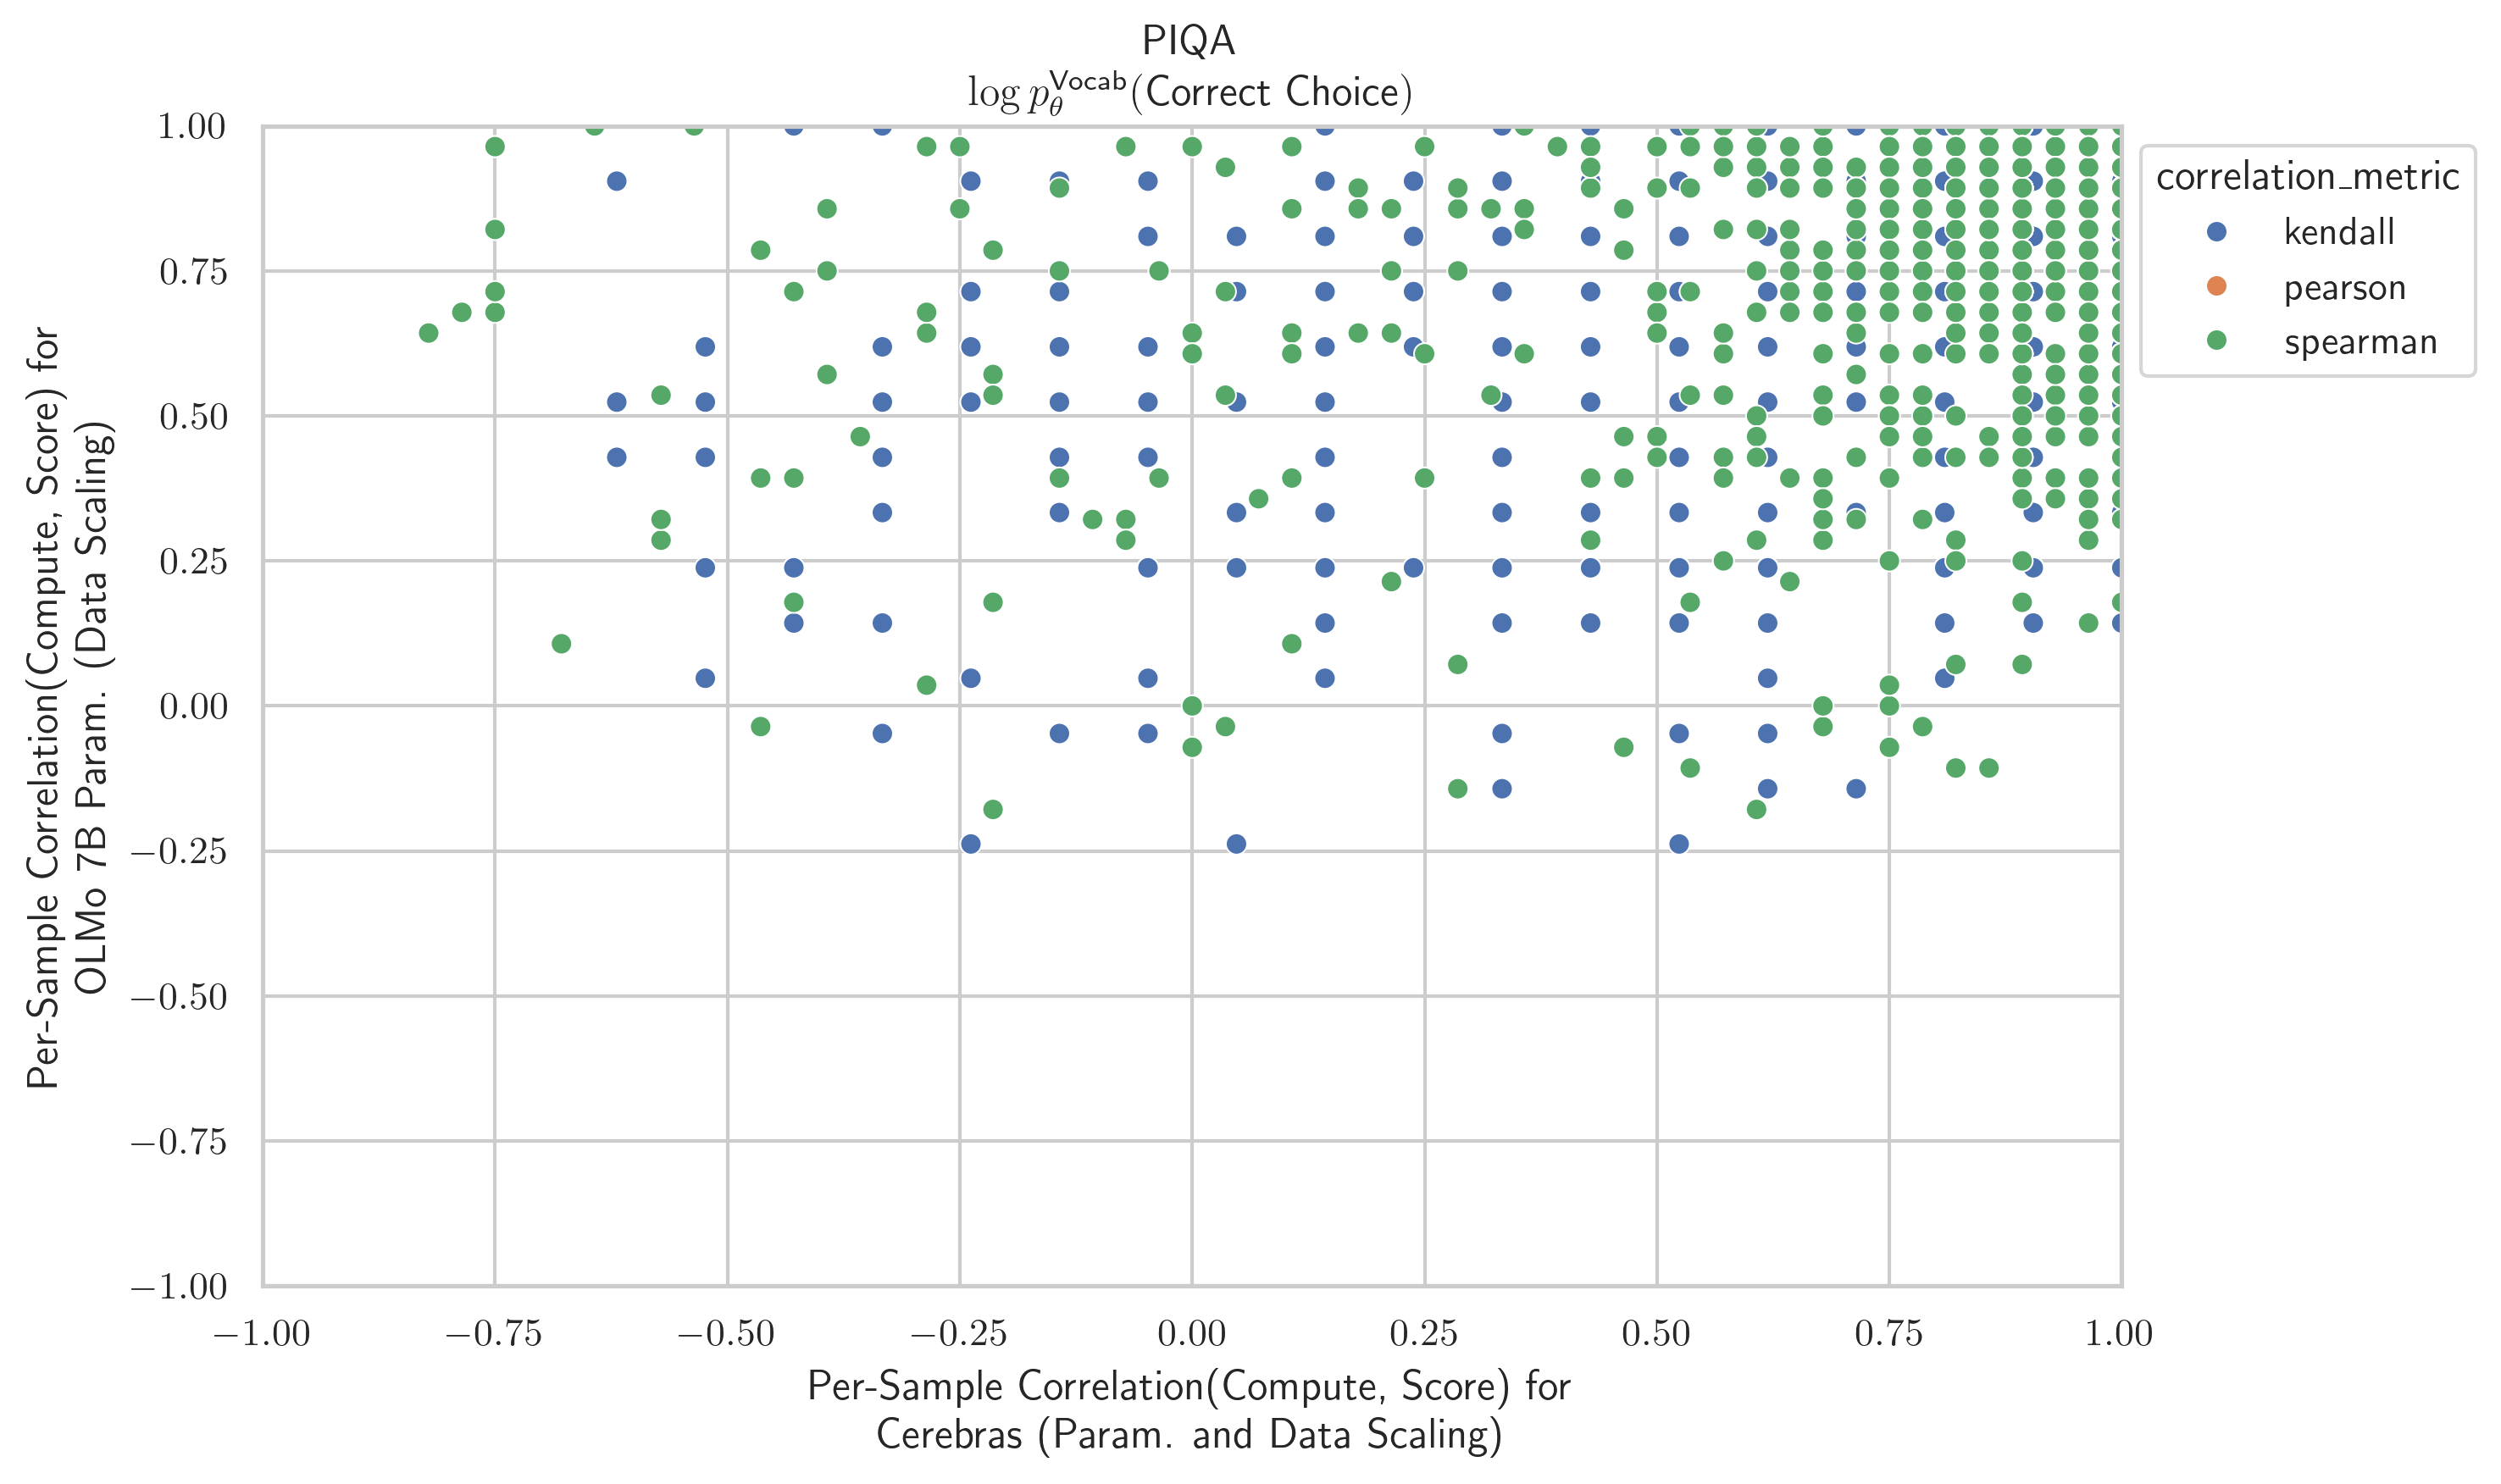 PIQA
log p_θ^Vocab(Correct Choice)
1.00
0.75
0.50
0.25
0.00
−0.25
−0.50
−0.75
−1.00
Per-Sample Correlation(Compute, Score) for
OLMo 7B Param. (Data Scaling)
−1.00
−0.75
−0.50
−0.25
0.00
0.25
0.50
0.75
1.00
Per-Sample Correlation(Compute, Score) for
Cerebras (Param. and Data Scaling)
correlation_metric
kendall
pearson
spearman